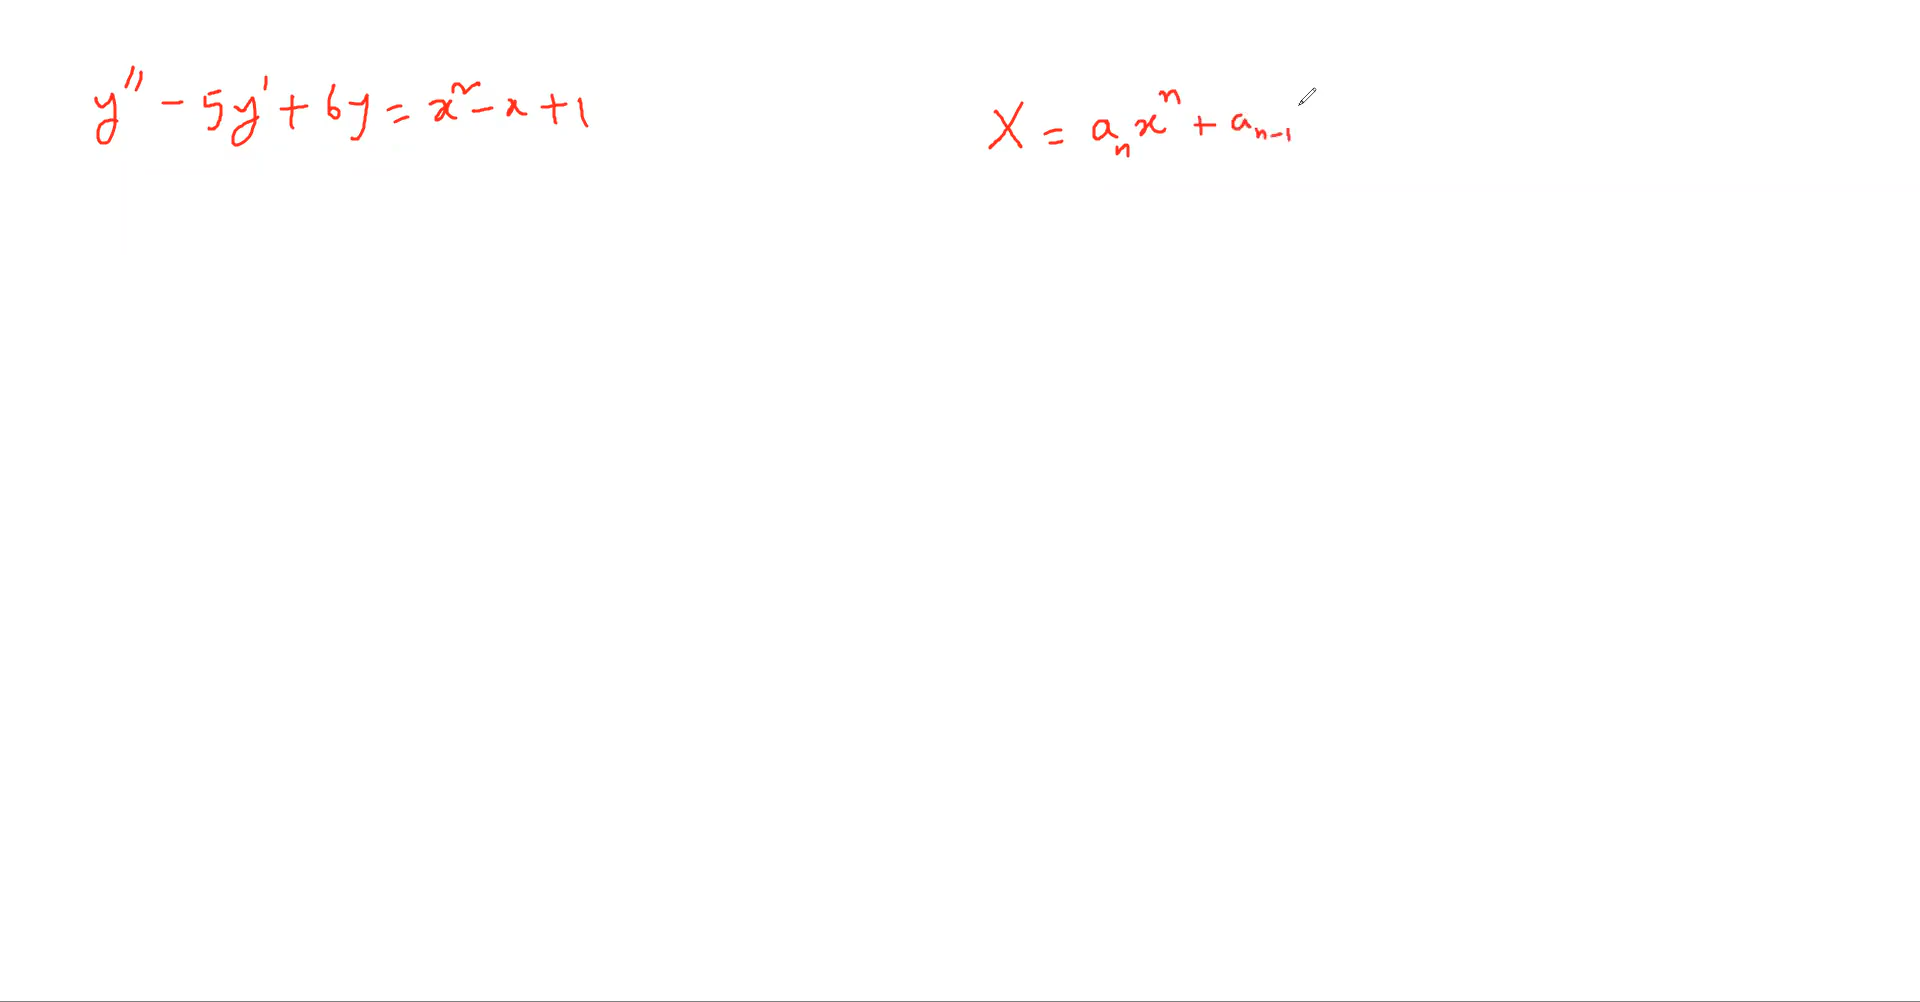 y'' - 5y' + 6y = x² - x + 1
X = aₙxⁿ + aₙ₋₁